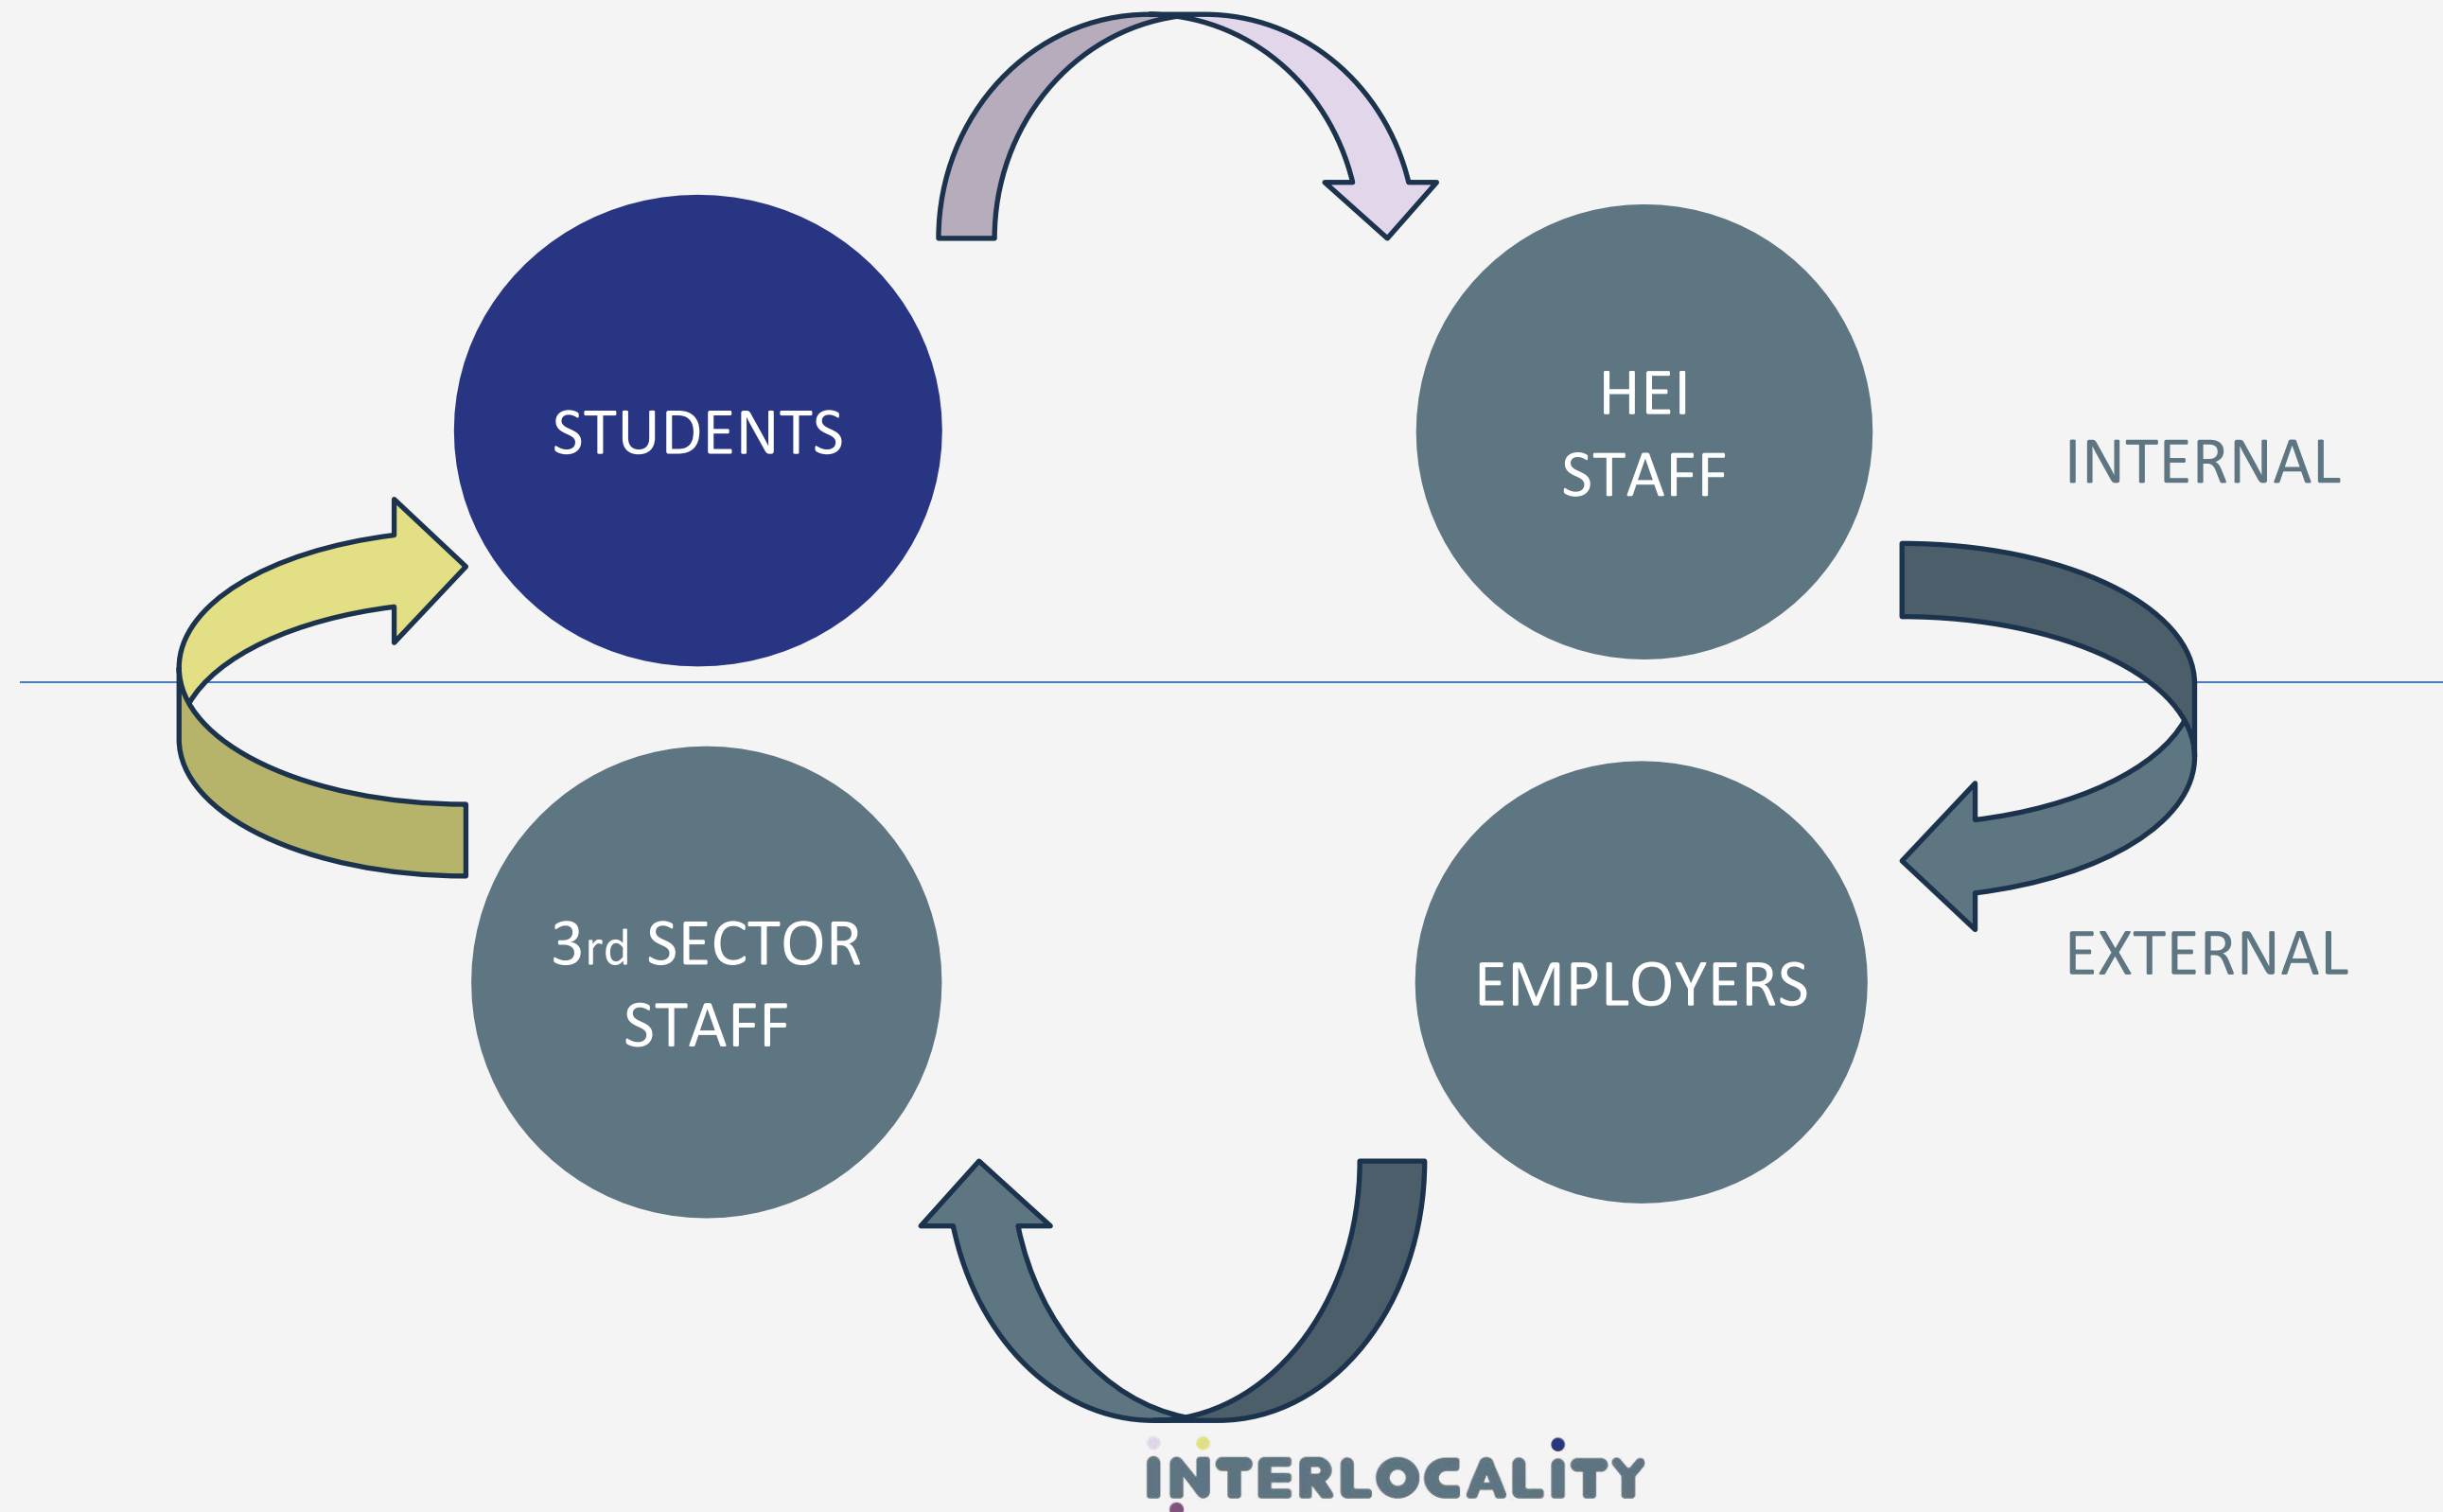 STUDENTS
HEI
STAFF
INTERNAL
3rd SECTOR
STAFF
EMPLOYERS
EXTERNAL
INTERLOCALITY